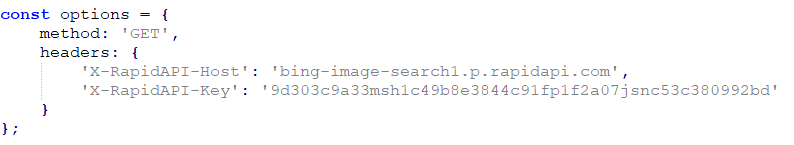 const options = {
    method: 'GET',
    headers: {
        'X-RapidAPI-Host': 'bing-image-search1.p.rapidapi.com',
        'X-RapidAPI-Key': '9d303c9a33msh1c49b8e3844c91fp1f2a07jsnc53c380992bd'
    }
};